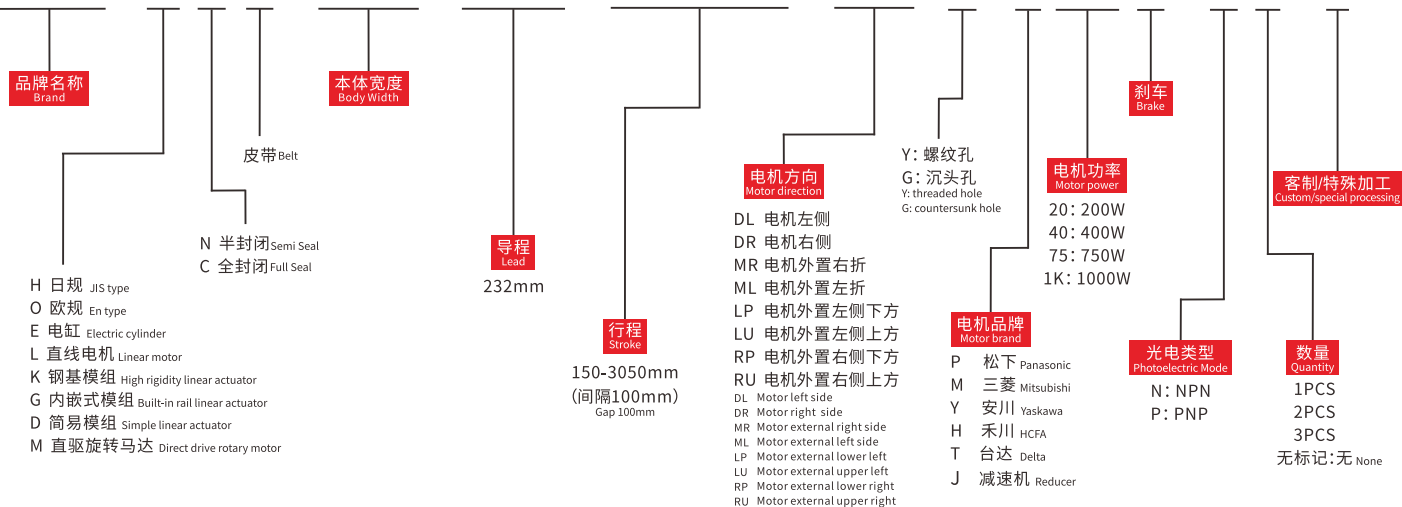 品牌名称
Brand
H 日规 JIS type
O 欧规 En type
E 电缸 Electric cylinder
L 直线电机 Linear motor
K 钢基模组 High rigidity linear actuator
G 内嵌式模组 Built-in rail linear actuator
D 简易模组 Simple linear actuator
M 直驱旋转马达 Direct drive rotary motor
N 半封闭 Semi Seal
C 全封闭 Full Seal
皮带 Belt
本体宽度
Body Width
导程
Lead
232mm
行程
Stroke
150-3050mm
(间隔100mm)
Gap 100mm
电机方向
Motor direction
DL 电机左侧
DR 电机右侧
MR 电机外置右折
ML 电机外置左折
LP 电机外置左侧下方
LU 电机外置左侧上方
RP 电机外置右侧下方
RU 电机外置右侧上方
DL Motor left side
DR Motor right side
MR Motor external right side
ML Motor external left side
LP Motor external lower left
LU Motor external upper left
RP Motor external lower right
RU Motor external upper right
Y: 螺纹孔
G: 沉头孔
Y: threaded hole
G: countersunk hole
电机品牌
Motor brand
P 松下 Panasonic
M 三菱 Mitsubishi
Y 安川 Yaskawa
H 禾川 HCFA
T 台达 Delta
J 减速机 Reducer
电机功率
Motor power
20: 200W
40: 400W
75: 750W
1K: 1000W
刹车
Brake
光电类型
Photoelectric Mode
N: NPN
P: PNP
数量
Quantity
1PCS
2PCS
3PCS
无标记:无 None
客制/特殊加工
Custom/special processing